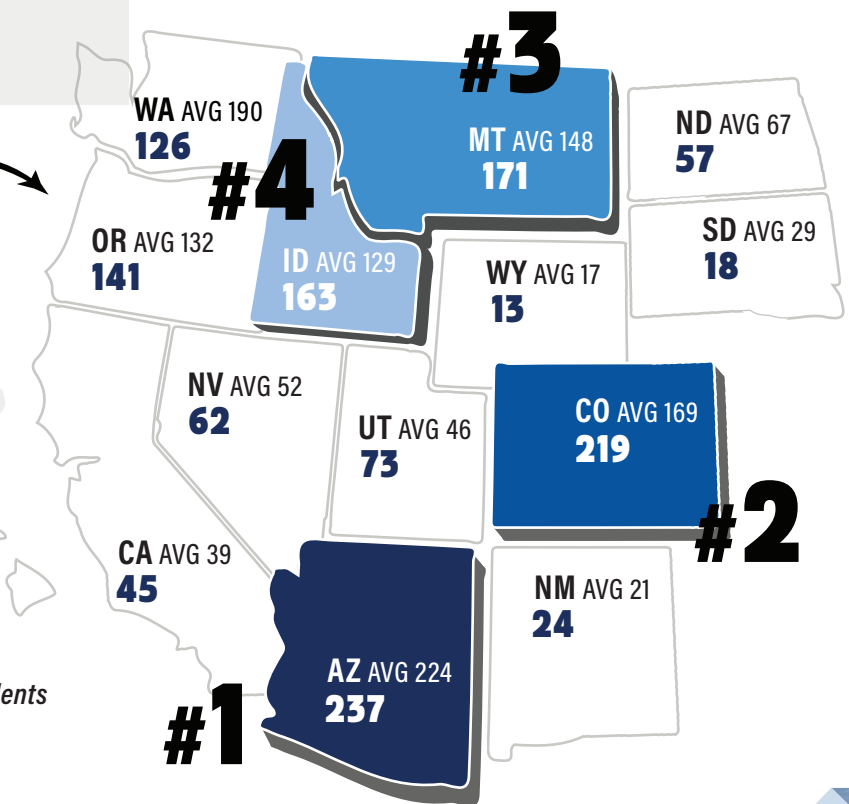 #3
WA AVG 190
126
MT AVG 148
171
ND AVG 67
57
#4
OR AVG 132
141
ID AVG 129
163
WY AVG 17
13
SD AVG 29
18
NV AVG 52
62
UT AVG 46
73
CO AVG 169
219
#2
CA AVG 39
45
NM AVG 21
24
AZ AVG 224
237
#1